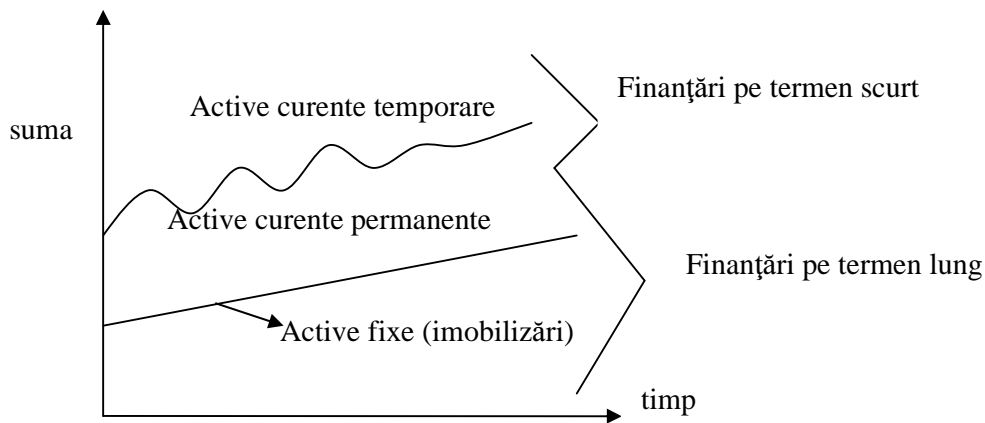 Finanţări pe termen scurt
Active curente temporare
suma
Active curente permanente
Finanţări pe termen lung
Active fixe (imobilizări)
timp